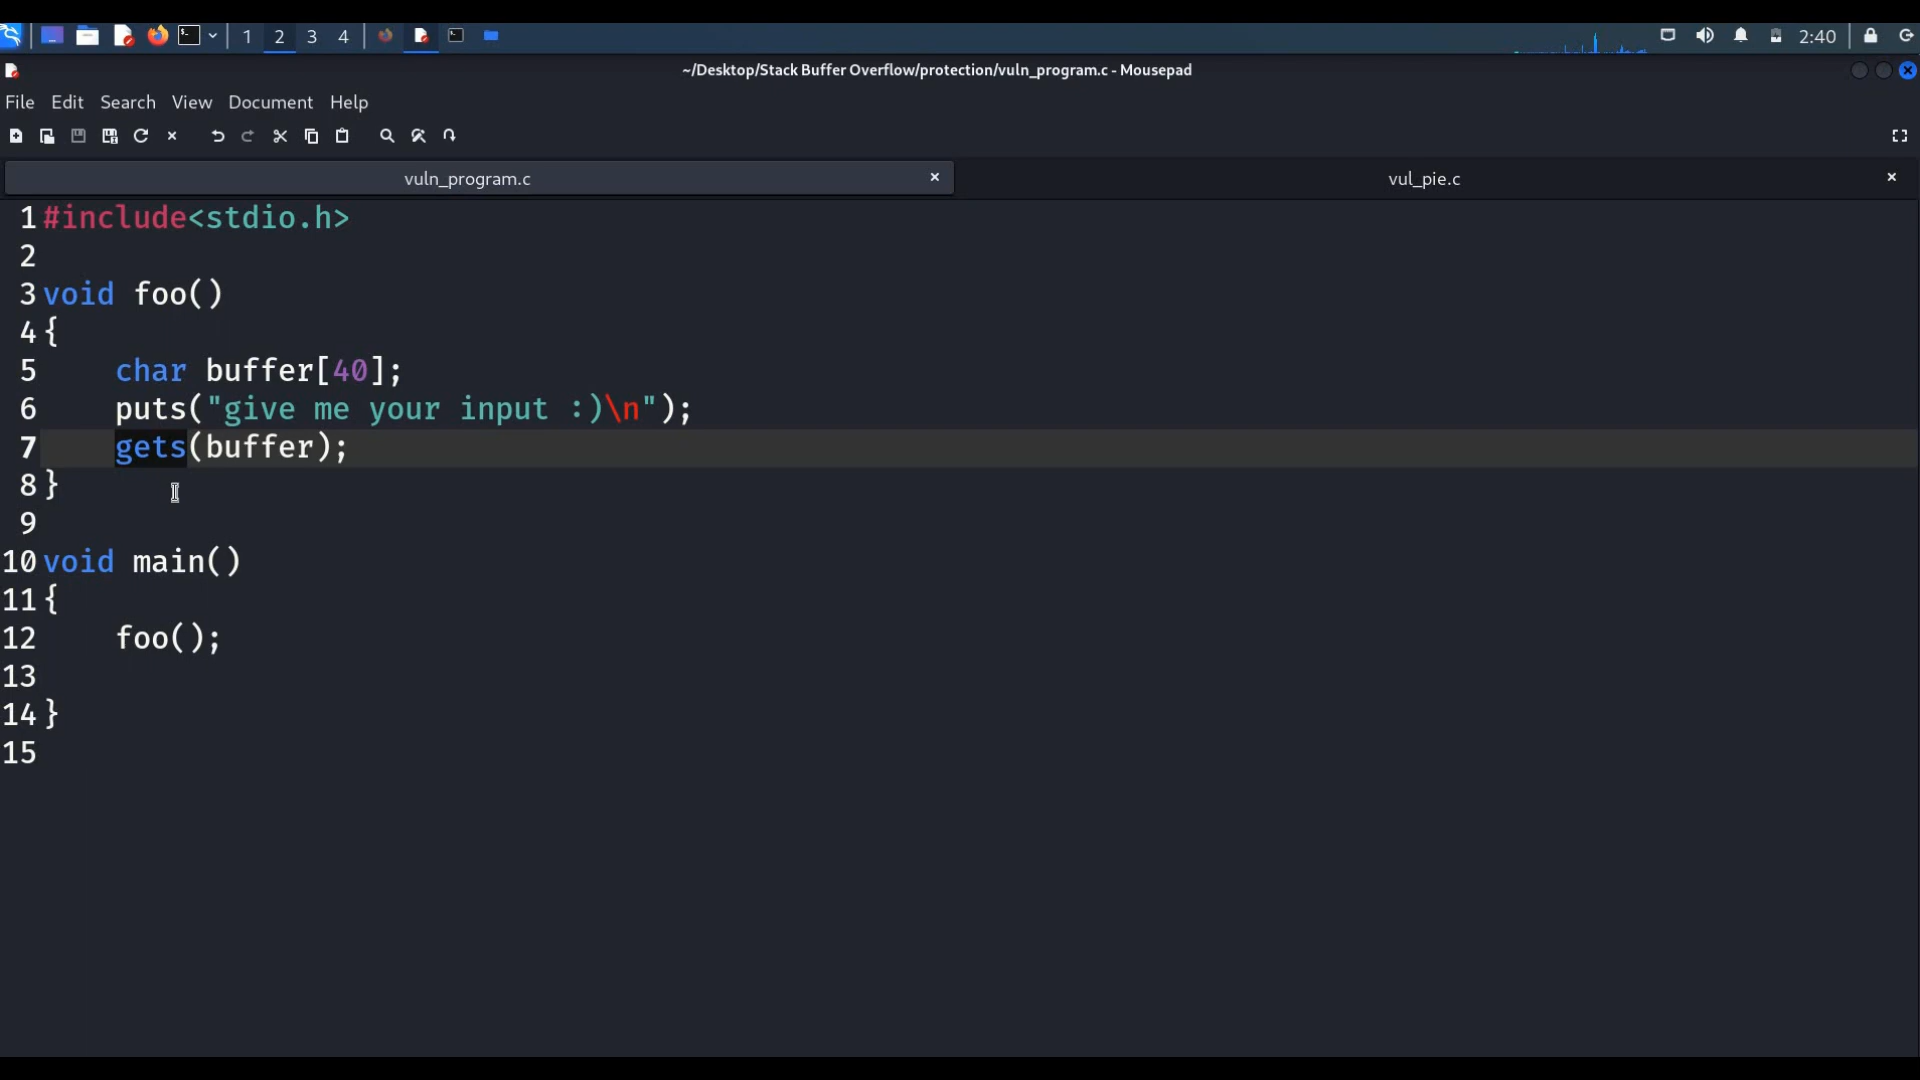 1 2 3 4 2:40
~/Desktop/Stack Buffer Overflow/protection/vuln_program.c - Mousepad
File Edit Search View Document Help
vuln_program.c vul_pie.c
1 #include<stdio.h>
2
3 void foo()
4 {
5 char buffer[40];
6 puts("give me your input :)\n");
7 gets(buffer);
8 }
9
10 void main()
11 {
12 foo();
13
14 }
15